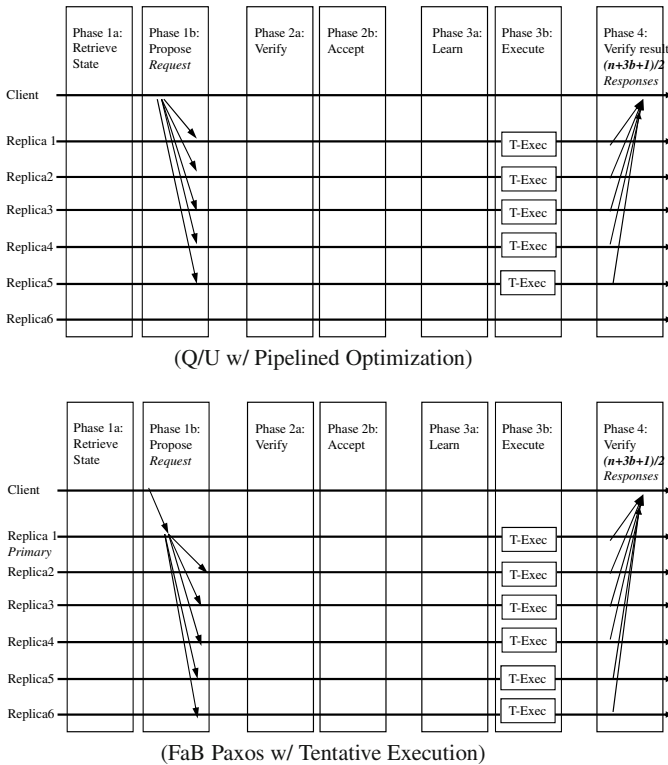 Phase 1a:
Retrieve
State
Phase 1b:
Propose
Request
Phase 2a:
Verify
Phase 2b:
Accept
Phase 3a:
Learn
Phase 3b:
Execute
Phase 4:
Verify result
(n+3b+1)/2
Responses
Client
Replica 1
T-Exec
Replica2
T-Exec
Replica3
T-Exec
Replica4
T-Exec
Replica5
T-Exec
Replica6
(Q/U w/ Pipelined Optimization)
Phase 1a:
Retrieve
State
Phase 1b:
Propose
Request
Phase 2a:
Verify
Phase 2b:
Accept
Phase 3a:
Learn
Phase 3b:
Execute
Phase 4:
Verify
(n+3b+1)/2
Responses
Client
Replica 1
Primary
T-Exec
Replica2
T-Exec
Replica3
T-Exec
Replica4
T-Exec
Replica5
T-Exec
Replica6
T-Exec
(FaB Paxos w/ Tentative Execution)